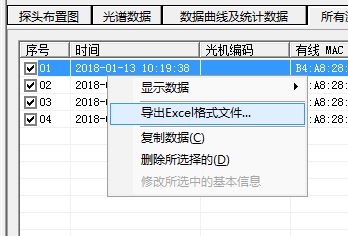 探头布置图 光谱数据 数据曲线及统计数据 所有
序号 时间 光机编码 有线 MAC
01 2018-01-13 10:19:38 B4:A8:28:
02 2018- A8:28:
03 2018- A8:28:
04 2018- A8:28:
显示数据
导出Excel格式文件...
复制数据(C)
删除所选择的(D)
修改所选中的基本信息